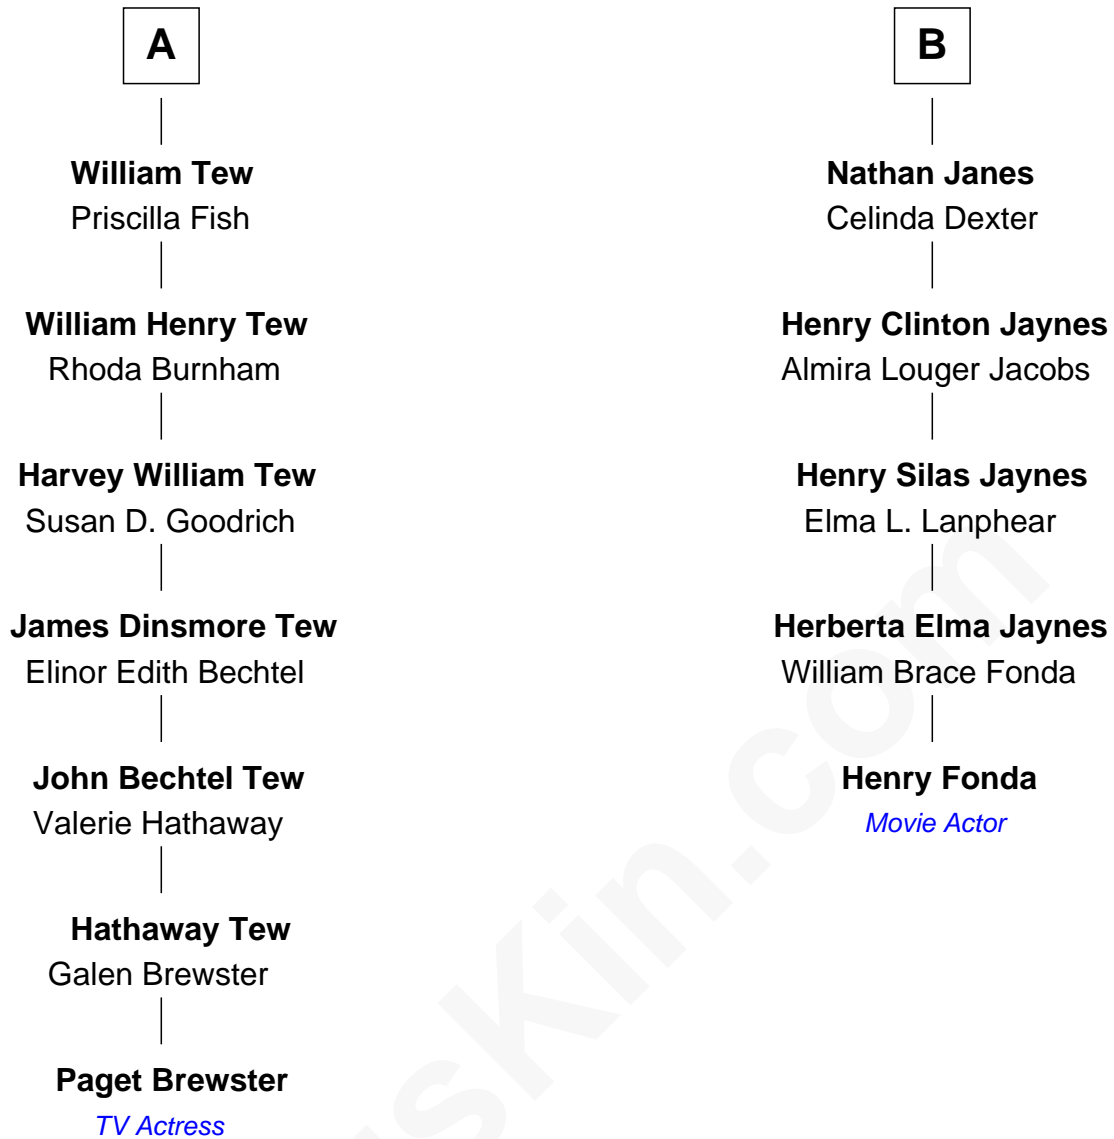 A
William Tew
Priscilla Fish
William Henry Tew
Rhoda Burnham
Harvey William Tew
Susan D. Goodrich
James Dinsmore Tew
Elinor Edith Bechtel
John Bechtel Tew
Valerie Hathaway
Hathaway Tew
Galen Brewster
Paget Brewster
TV Actress
B
Nathan Janes
Celinda Dexter
Henry Clinton Jaynes
Almira Louger Jacobs
Henry Silas Jaynes
Elma L. Lanphear
Herberta Elma Jaynes
William Brace Fonda
Henry Fonda
Movie Actor